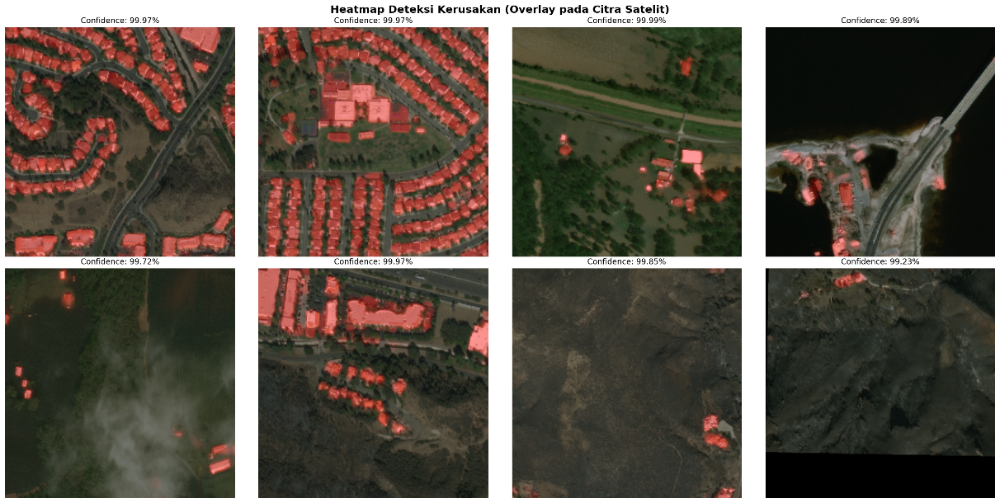 Heatmap Deteksi Kerusakan (Overlay pada Citra Satelit)
Confidence: 99.97%
Confidence: 99.97%
Confidence: 99.99%
Confidence: 99.89%
Confidence: 99.72%
Confidence: 99.97%
Confidence: 99.85%
Confidence: 99.23%